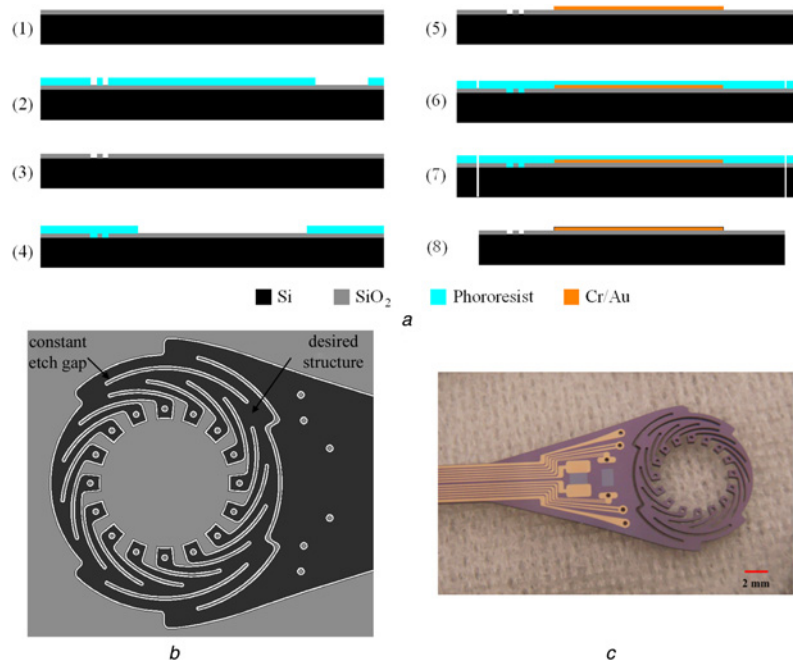 (1)
(2)
(3)
(4)
(5)
(6)
(7)
(8)
Si
SiO2
Phororesist
Cr/Au
a
constant
etch gap
desired
structure
b
2 mm
c